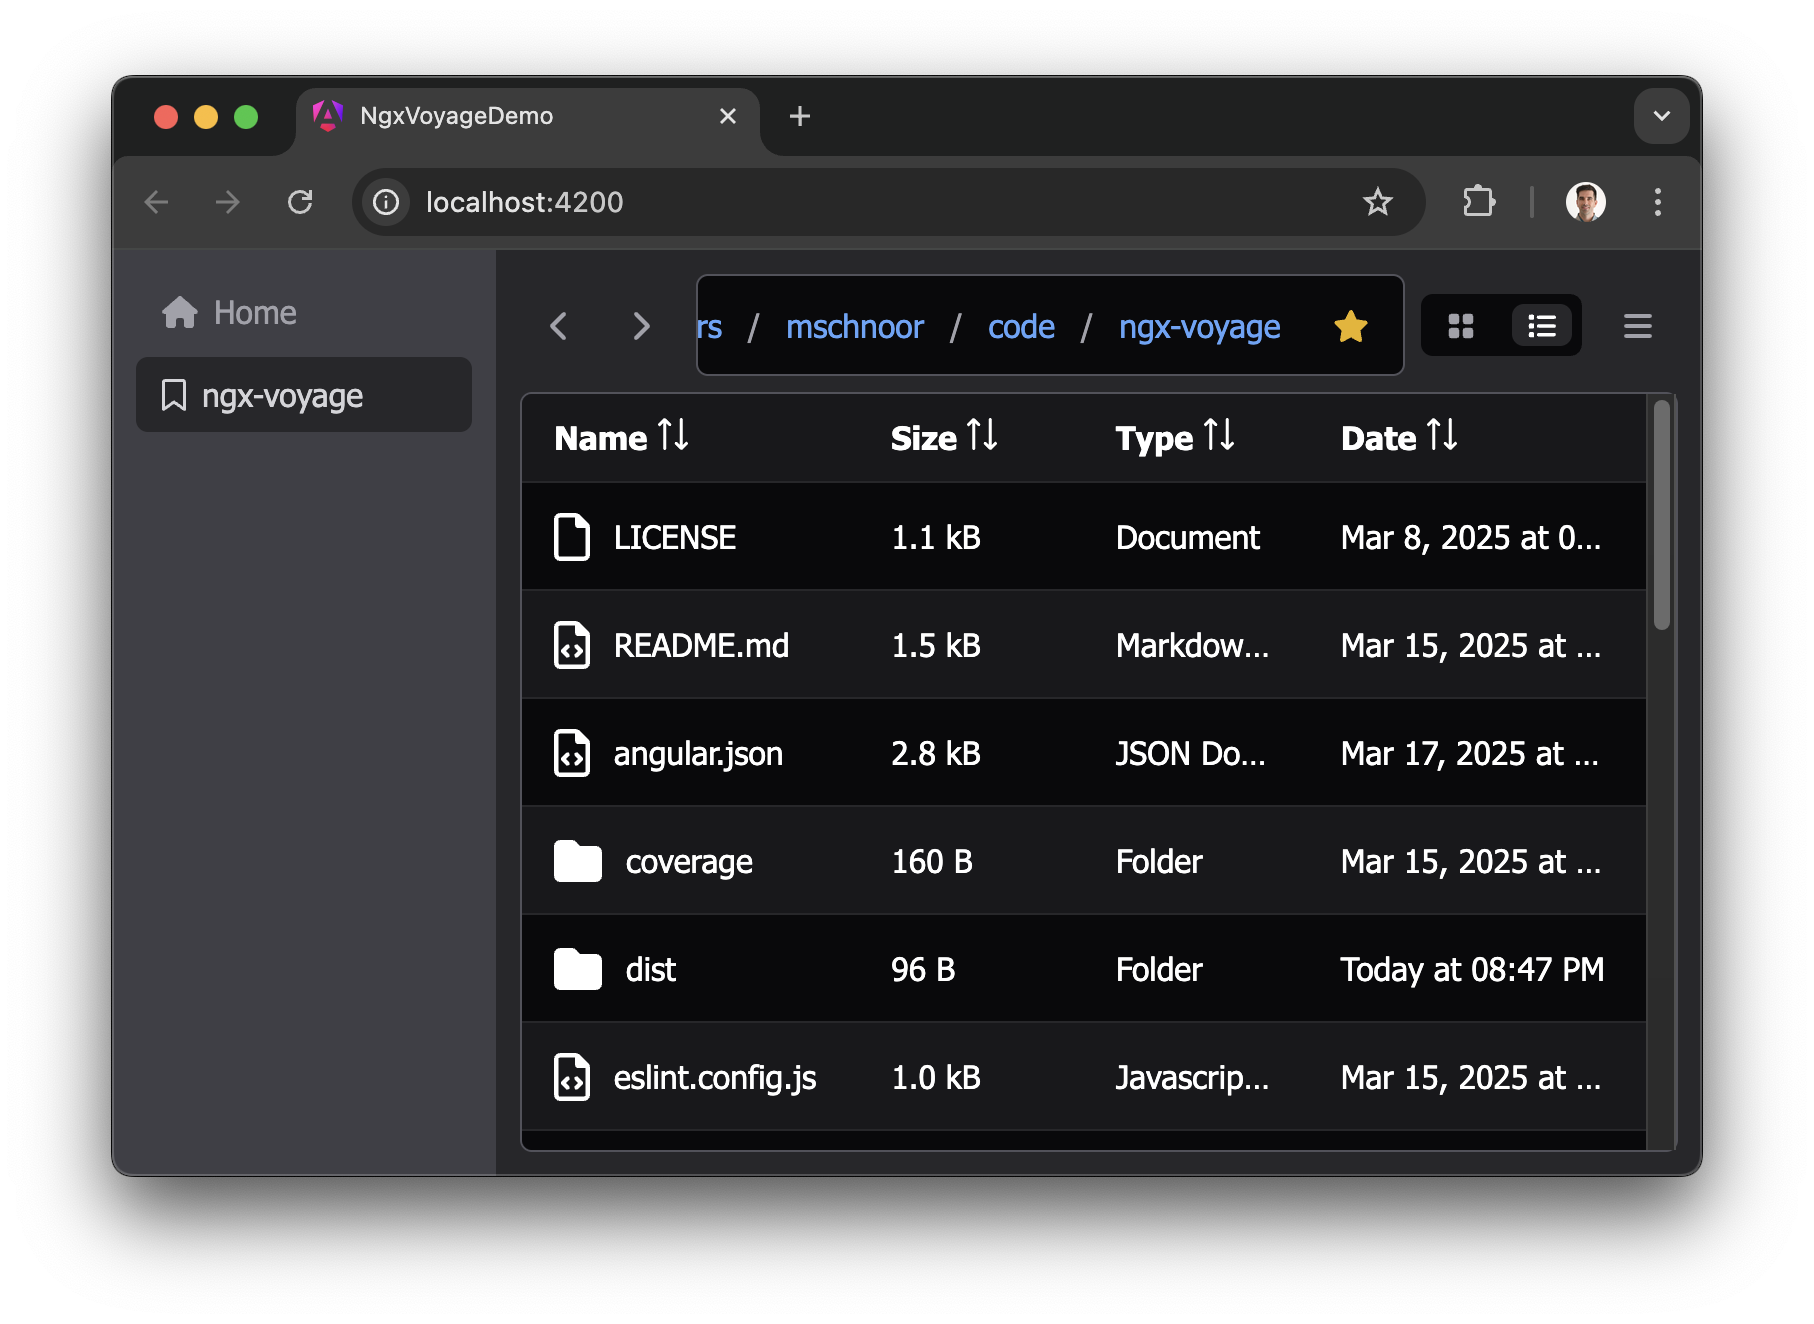 NgxVoyageDemo
localhost:4200
Home
ngx-voyage
rs / mschnoor / code / ngx-voyage
Name Size Type Date
LICENSE 1.1 kB Document Mar 8, 2025 at 0...
README.md 1.5 kB Markdow... Mar 15, 2025 at ...
angular.json 2.8 kB JSON Do... Mar 17, 2025 at ...
coverage 160 B Folder Mar 15, 2025 at ...
dist 96 B Folder Today at 08:47 PM
eslint.config.js 1.0 kB Javascrip... Mar 15, 2025 at ...